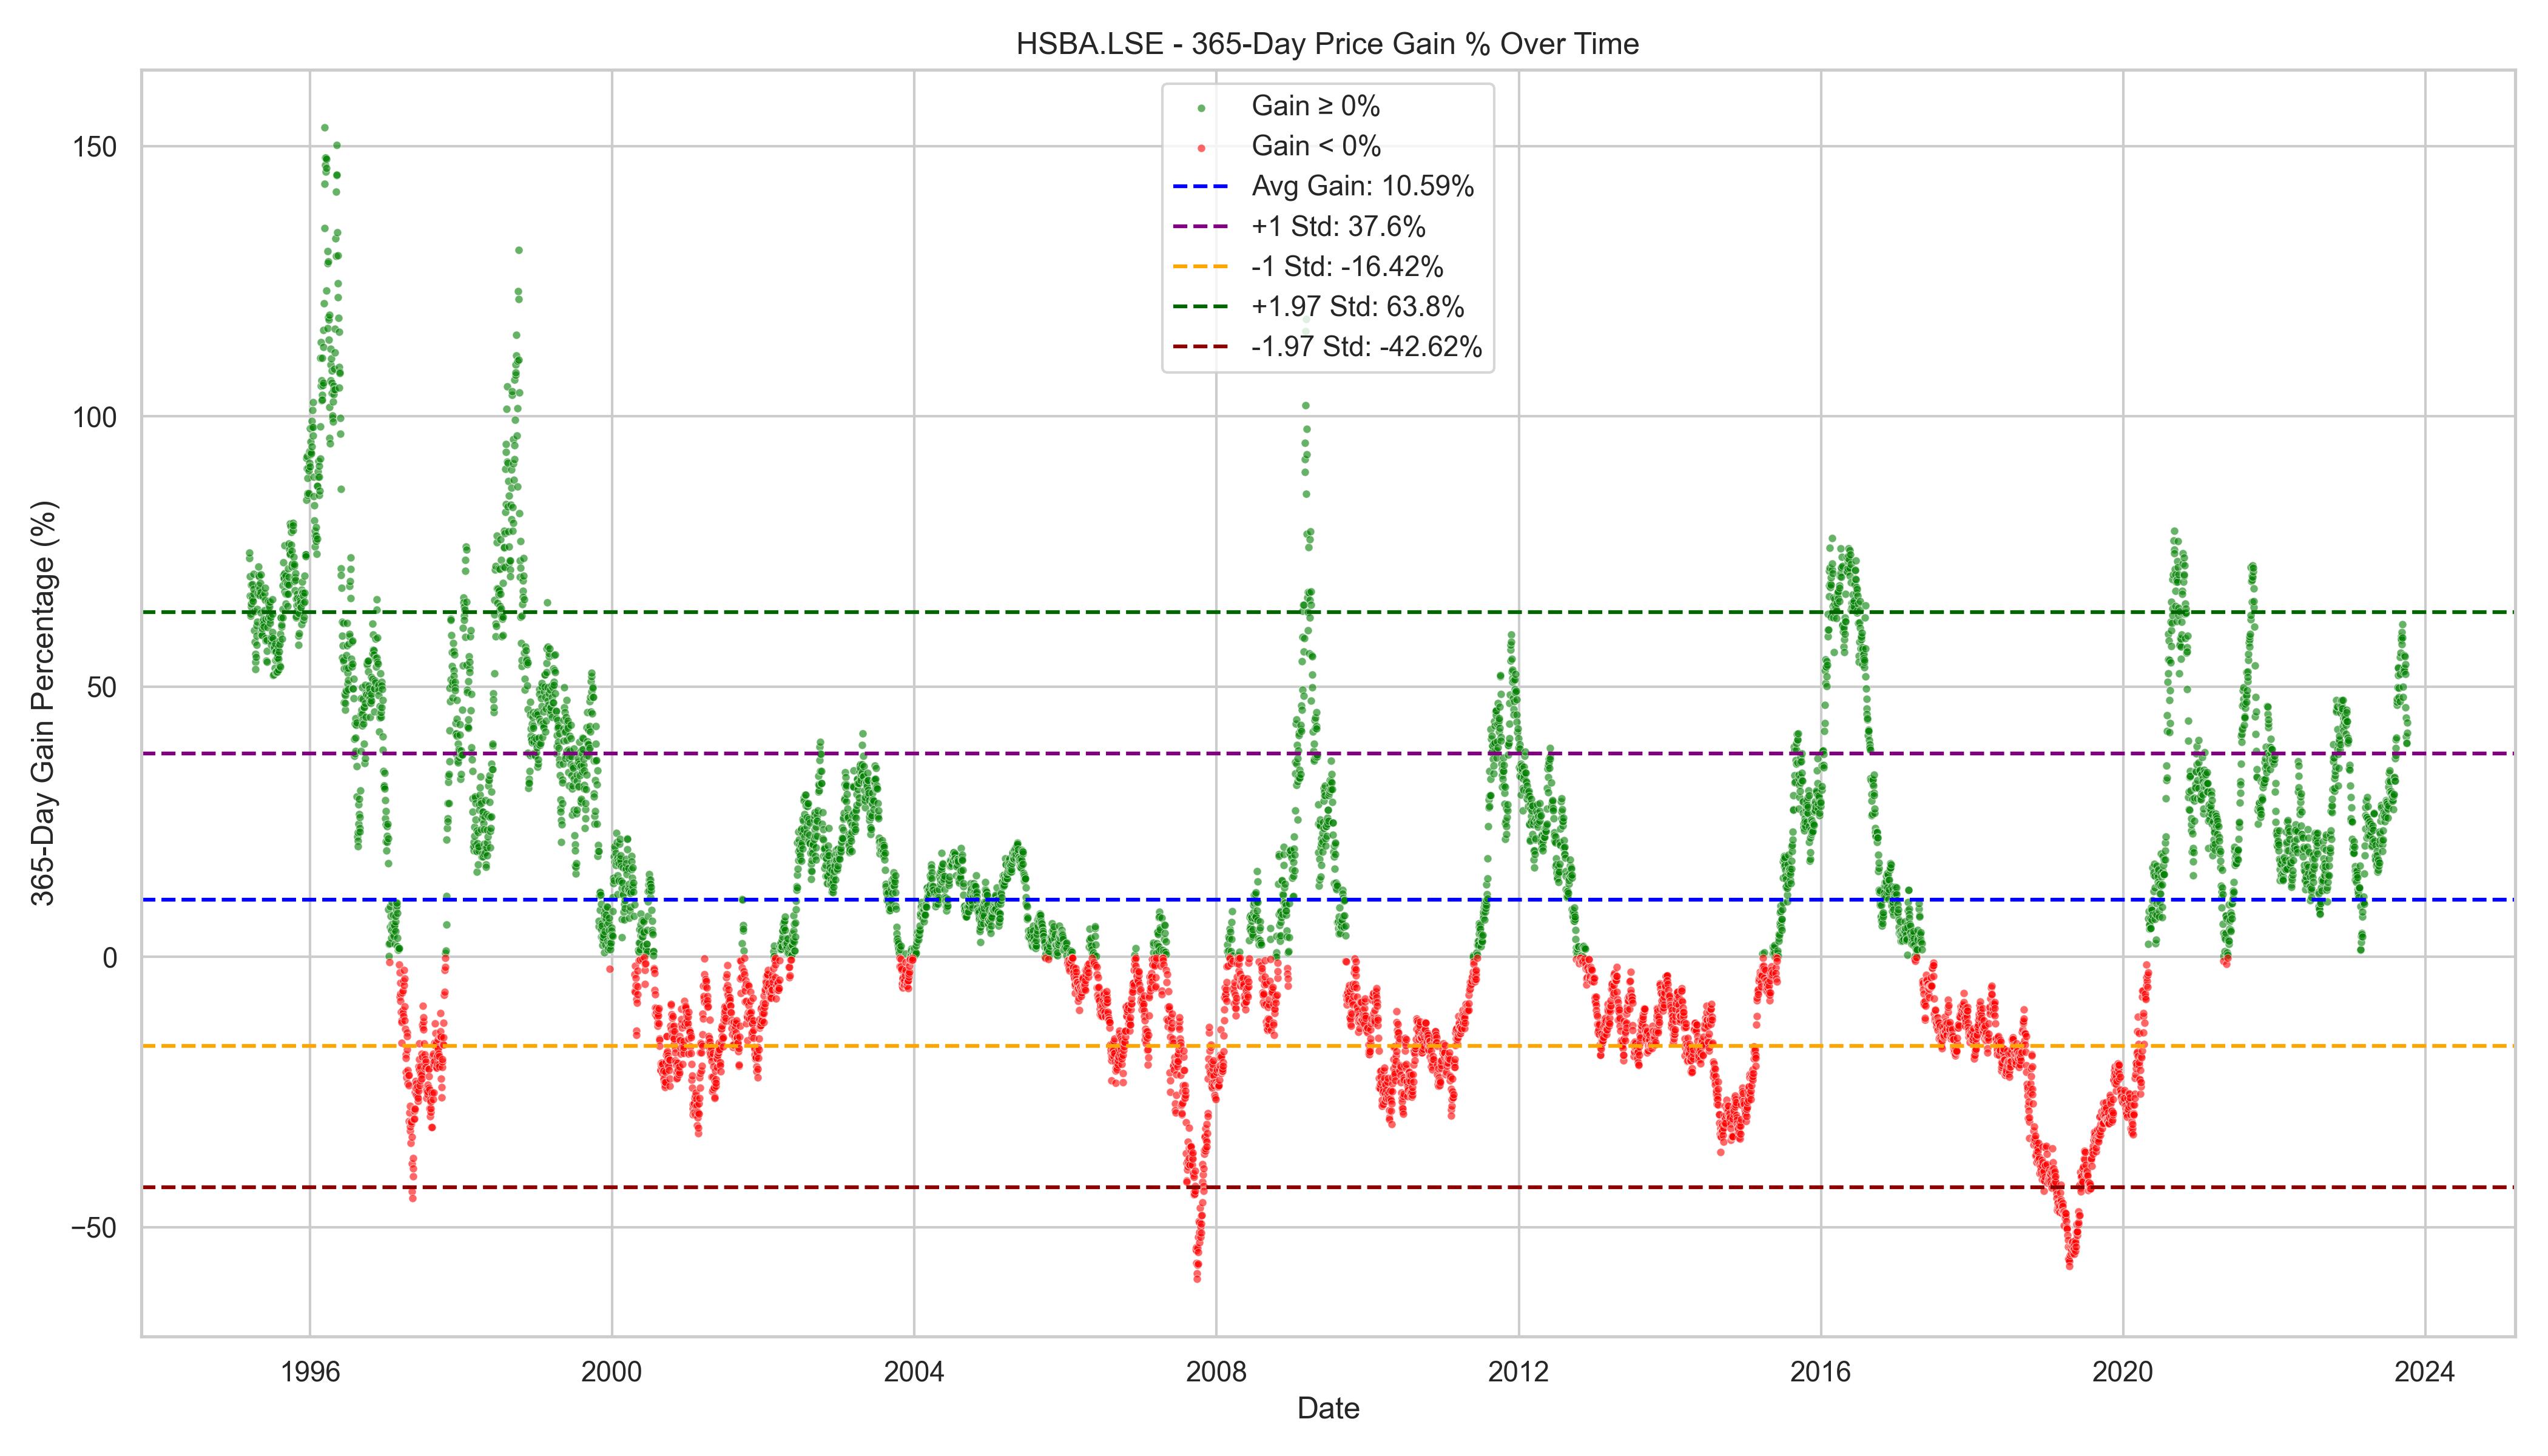 HSBA.LSE - 365-Day Price Gain % Over Time
Gain ≥ 0%
Gain < 0%
Avg Gain: 10.59%
+1 Std: 37.6%
-1 Std: -16.42%
+1.97 Std: 63.8%
-1.97 Std: -42.62%
365-Day Gain Percentage (%)
150
100
50
0
−50
1996
2000
2004
2008
2012
2016
2020
2024
Date